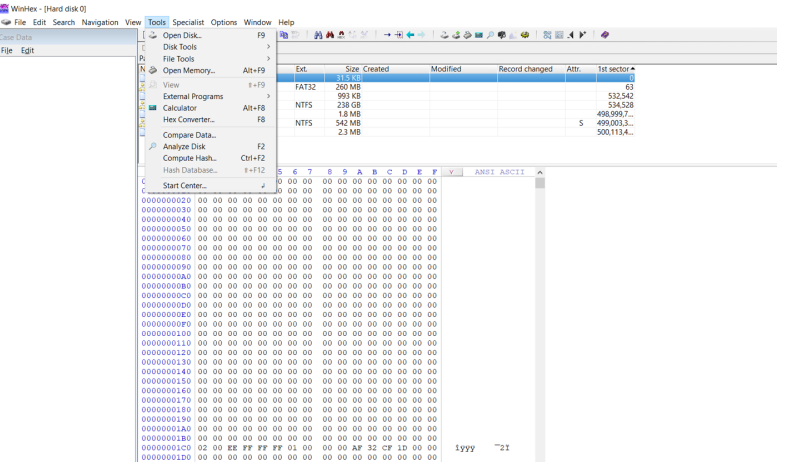 WinHex - [Hard disk 0]
File Edit Search Navigation View Tools Specialist Options Window Help
Case Data
File Edit
Open Disk... F9
Disk Tools >
File Tools >
Open Memory... Alt+F9
View ⇧+F9
External Programs >
Calculator Alt+F8
Hex Converter... F8
Compare Data...
Analyze Disk F2
Compute Hash... Ctrl+F2
Hash Database... ⇧+F12
Start Center... ↲
Ext. Size Created Modified Record changed Attr. 1st sector
31.5 KB 0
FAT32 260 MB 63
993 KB 532,542
NTFS 238 GB 534,528
1.8 MB 498,999,7...
NTFS 542 MB S 499,003,3...
2.3 MB 500,113,4...
5 6 7 8 9 A B C D E F ANSI ASCII
0 00 00 00 00 00 00 00 00 00 00
0 00 00 00 00 00 00 00 00 00 00
0000000020 00 00 00 00 00 00 00 00 00 00 00 00 00 00 00 00
0000000030 00 00 00 00 00 00 00 00 00 00 00 00 00 00 00 00
0000000040 00 00 00 00 00 00 00 00 00 00 00 00 00 00 00 00
0000000050 00 00 00 00 00 00 00 00 00 00 00 00 00 00 00 00
0000000060 00 00 00 00 00 00 00 00 00 00 00 00 00 00 00 00
0000000070 00 00 00 00 00 00 00 00 00 00 00 00 00 00 00 00
0000000080 00 00 00 00 00 00 00 00 00 00 00 00 00 00 00 00
0000000090 00 00 00 00 00 00 00 00 00 00 00 00 00 00 00 00
00000000A0 00 00 00 00 00 00 00 00 00 00 00 00 00 00 00 00
00000000B0 00 00 00 00 00 00 00 00 00 00 00 00 00 00 00 00
00000000C0 00 00 00 00 00 00 00 00 00 00 00 00 00 00 00 00
00000000D0 00 00 00 00 00 00 00 00 00 00 00 00 00 00 00 00
00000000E0 00 00 00 00 00 00 00 00 00 00 00 00 00 00 00 00
00000000F0 00 00 00 00 00 00 00 00 00 00 00 00 00 00 00 00
0000000100 00 00 00 00 00 00 00 00 00 00 00 00 00 00 00 00
0000000110 00 00 00 00 00 00 00 00 00 00 00 00 00 00 00 00
0000000120 00 00 00 00 00 00 00 00 00 00 00 00 00 00 00 00
0000000130 00 00 00 00 00 00 00 00 00 00 00 00 00 00 00 00
0000000140 00 00 00 00 00 00 00 00 00 00 00 00 00 00 00 00
0000000150 00 00 00 00 00 00 00 00 00 00 00 00 00 00 00 00
0000000160 00 00 00 00 00 00 00 00 00 00 00 00 00 00 00 00
0000000170 00 00 00 00 00 00 00 00 00 00 00 00 00 00 00 00
0000000180 00 00 00 00 00 00 00 00 00 00 00 00 00 00 00 00
0000000190 00 00 00 00 00 00 00 00 00 00 00 00 00 00 00 00
00000001A0 00 00 00 00 00 00 00 00 00 00 00 00 00 00 00 00
00000001B0 00 00 00 00 00 00 00 00 00 00 00 00 00 00 00 00
00000001C0 02 00 EE FF FF FF 01 00 00 00 AF 32 CF 1D 00 00 îÿÿÿ ¯2Ï
00000001D0 00 00 00 00 00 00 00 00 00 00 00 00 00 00 00 00